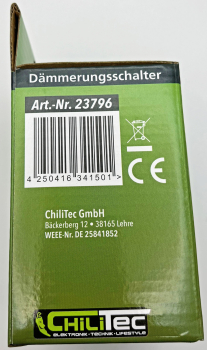 Dämmerungsschalter
Art.-Nr. 23796
4 250416 341501 >
CE
ChiliTec GmbH
Bäckerberg 12 • 38165 Lehre
WEEE-Nr. DE 25841852
CHILITEC
ELEKTRONIK-TECHNIK-LIFESTYLE